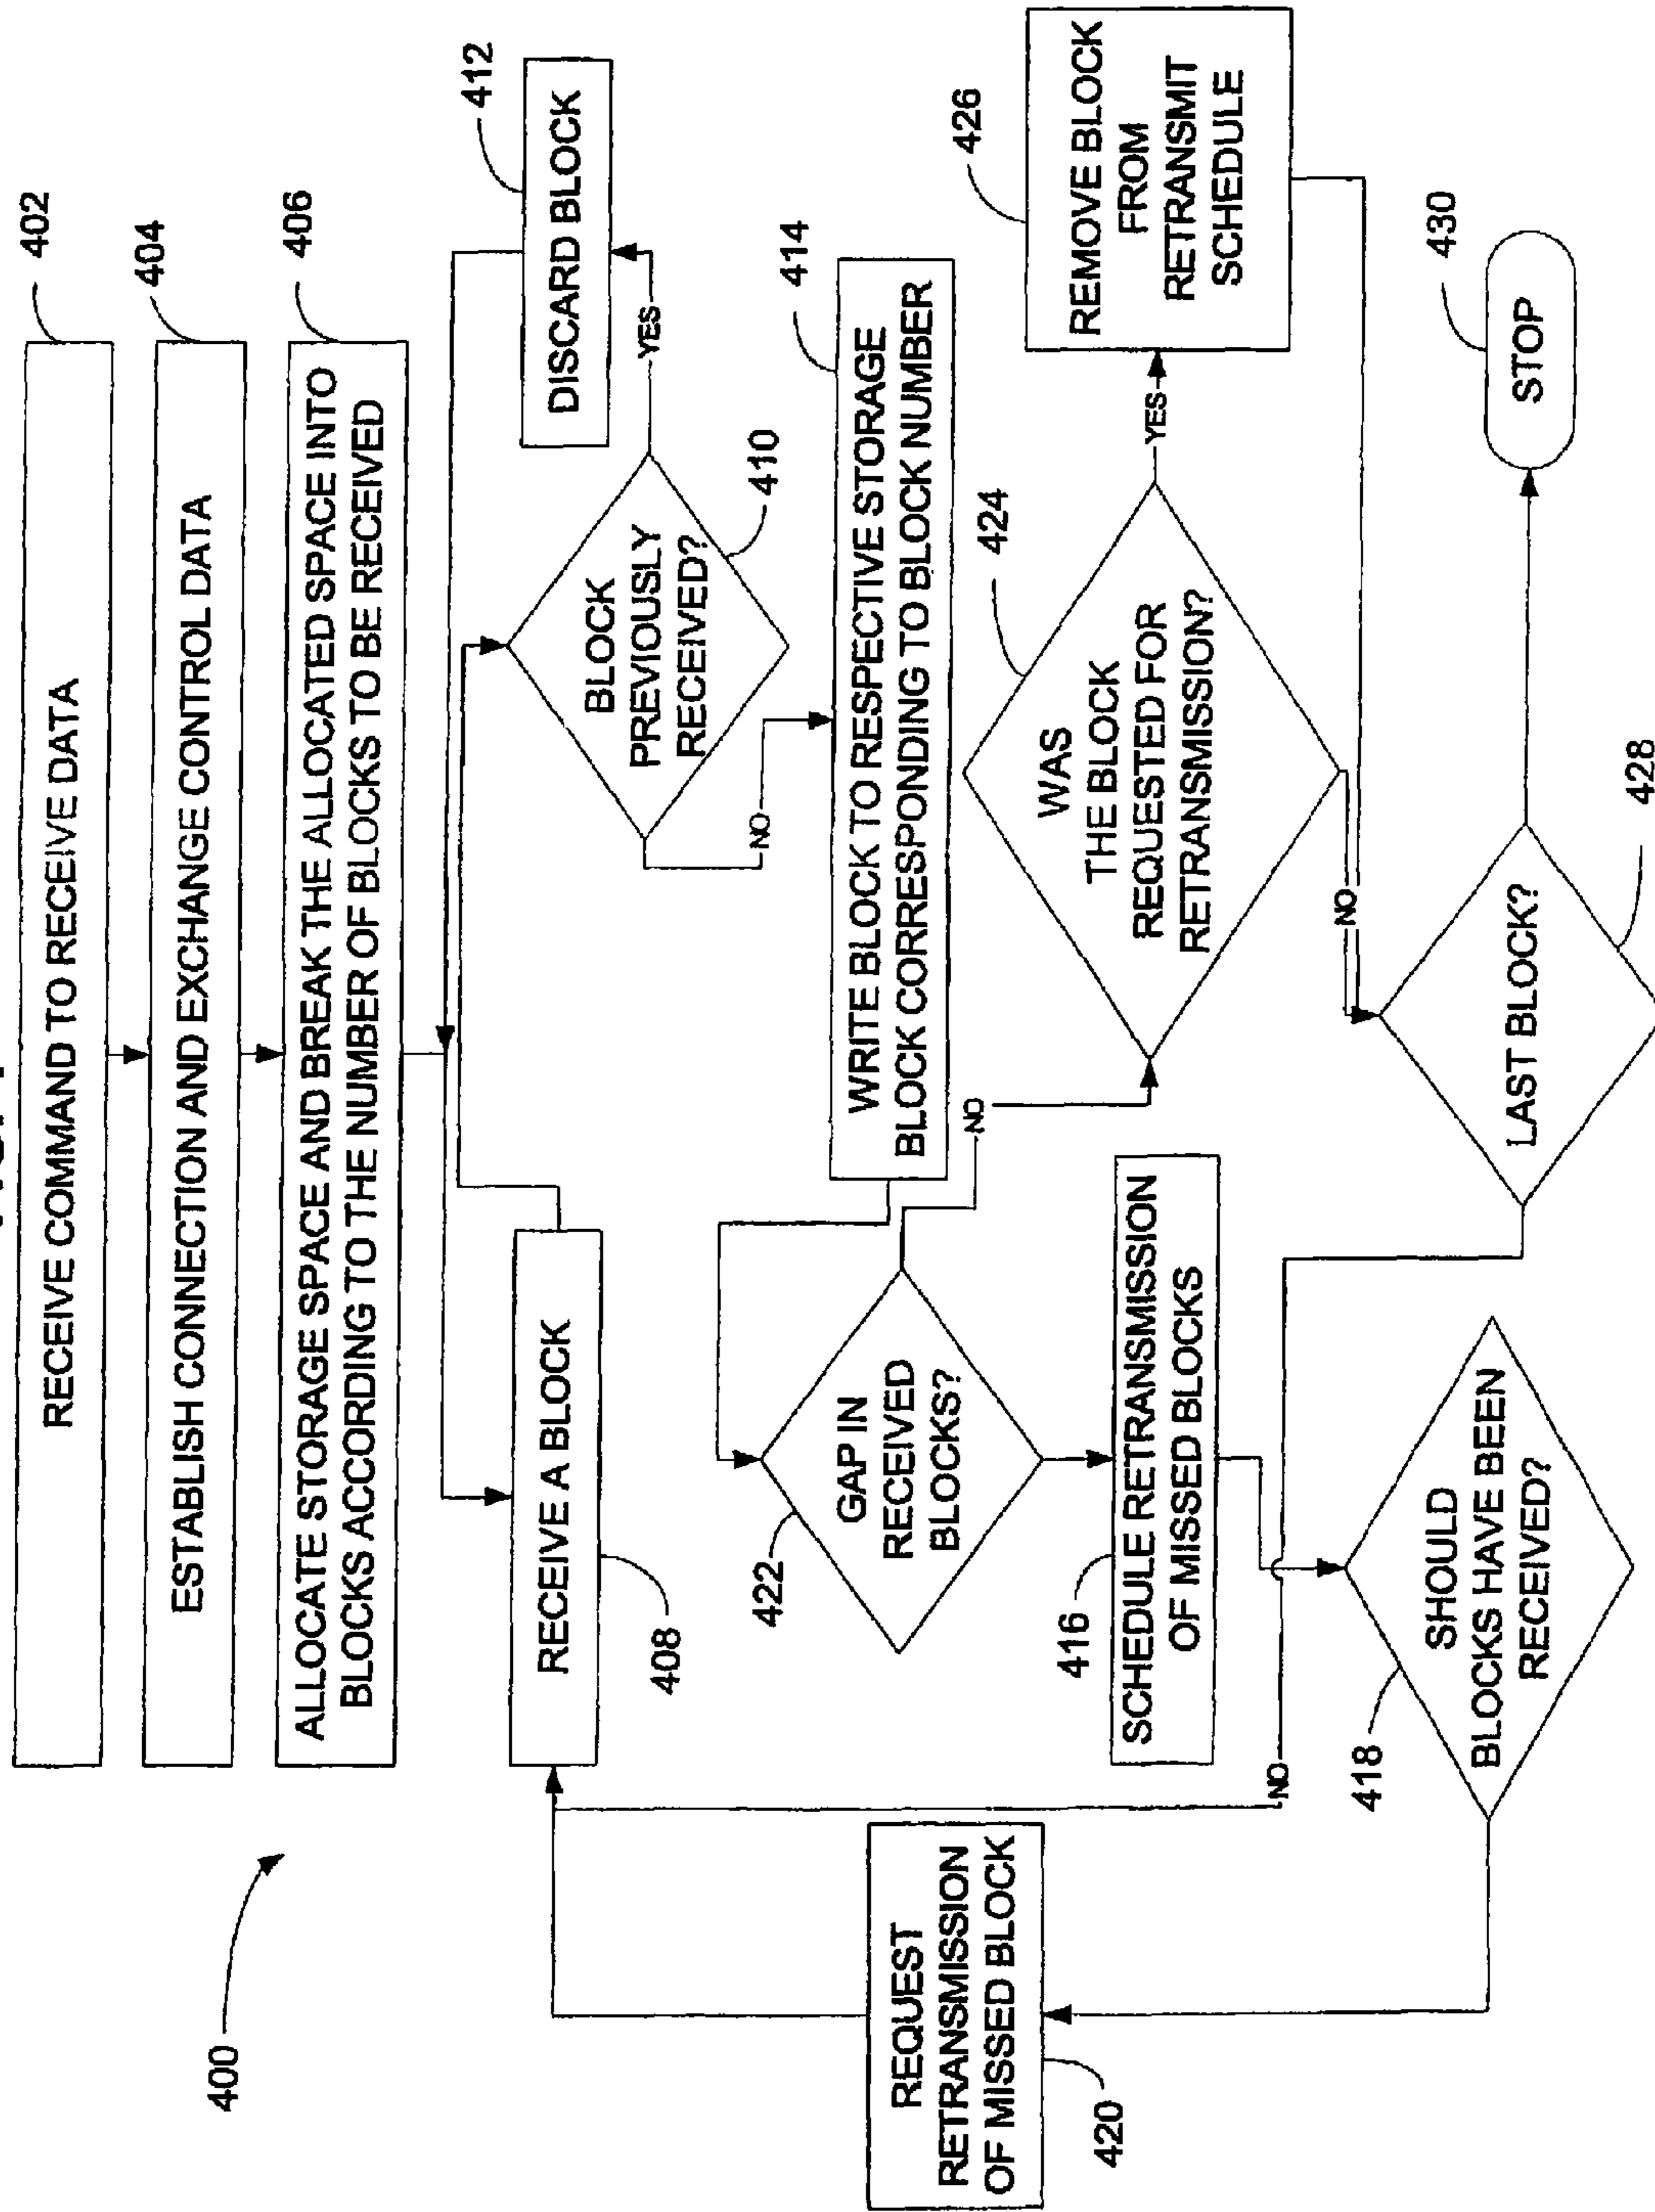 402
RECEIVE COMMAND TO RECEIVE DATA
404
ESTABLISH CONNECTION AND EXCHANGE CONTROL DATA
406
ALLOCATE STORAGE SPACE AND BREAK THE ALLOCATED SPACE INTO
BLOCKS ACCORDING TO THE NUMBER OF BLOCKS TO BE RECEIVED
400
408
RECEIVE A BLOCK
BLOCK
PREVIOUSLY
RECEIVED?
410
YES
DISCARD BLOCK
412
NO
WRITE BLOCK TO RESPECTIVE STORAGE
BLOCK CORRESPONDING TO BLOCK NUMBER
414
422
GAP IN
RECEIVED
BLOCKS?
NO
REQUEST
RETRANSMISSION
OF MISSED BLOCK
420
416
SCHEDULE RETRANSMISSION
OF MISSED BLOCKS
WAS
THE BLOCK
REQUESTED FOR
RETRANSMISSION?
424
YES
REMOVE BLOCK
FROM
RETRANSMIT
SCHEDULE
426
NO
NO
418
SHOULD
BLOCKS HAVE BEEN
RECEIVED?
LAST BLOCK?
428
STOP
430